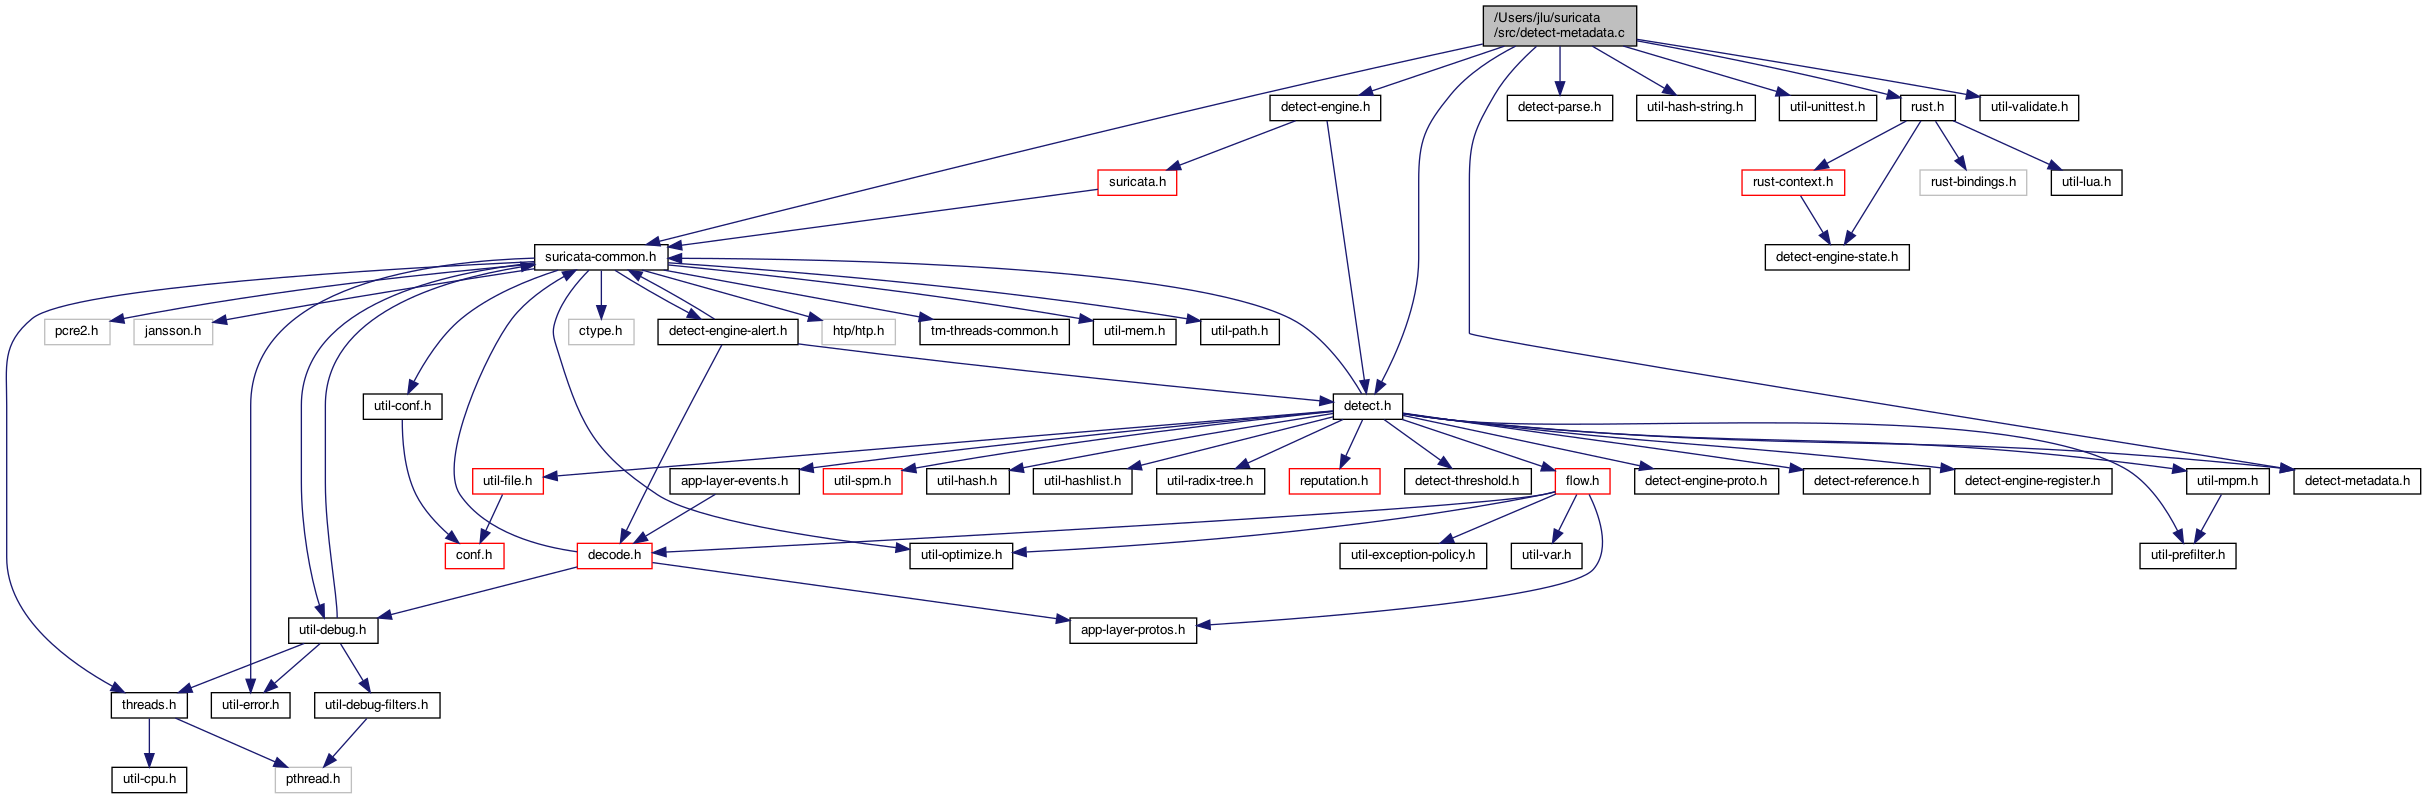 /Users/jlu/suricata
/src/detect-metadata.c
detect-engine.h
detect-parse.h
util-hash-string.h
util-unittest.h
rust.h
util-validate.h
suricata.h
rust-context.h
rust-bindings.h
util-lua.h
suricata-common.h
detect-engine-state.h
pcre2.h
jansson.h
ctype.h
detect-engine-alert.h
htp/htp.h
tm-threads-common.h
util-mem.h
util-path.h
util-conf.h
detect.h
util-file.h
app-layer-events.h
util-spm.h
util-hash.h
util-hashlist.h
util-radix-tree.h
reputation.h
detect-threshold.h
flow.h
detect-engine-proto.h
detect-reference.h
detect-engine-register.h
util-mpm.h
detect-metadata.h
conf.h
decode.h
util-optimize.h
util-exception-policy.h
util-var.h
util-prefilter.h
util-debug.h
app-layer-protos.h
threads.h
util-error.h
util-debug-filters.h
util-cpu.h
pthread.h